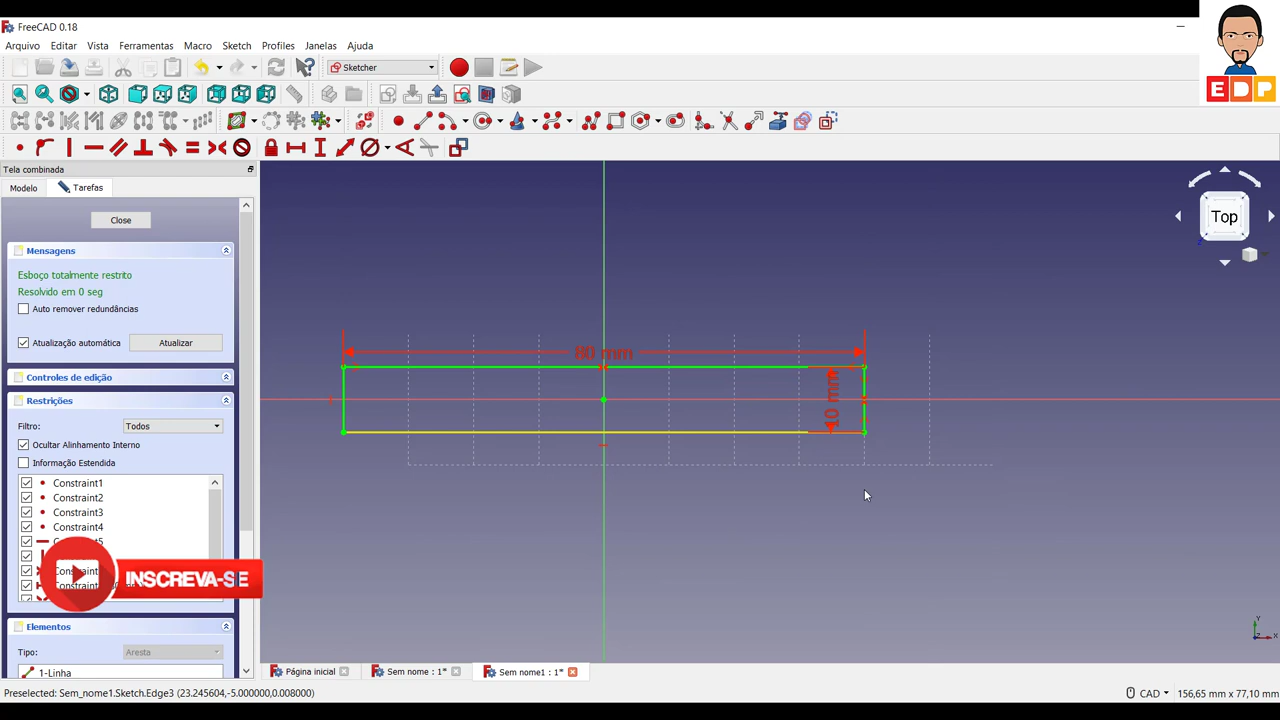 FreeCAD 0.18
Arquivo Editar Vista Ferramentas Macro Sketch Profiles Janelas Ajuda
Sketcher
EDP
Tela combinada
Modelo Tarefas
Close
Mensagens
Esboço totalmente restrito
Resolvido em 0 seg
Auto remover redundâncias
Atualização automática Atualizar
Controles de edição
Restrições
Filtro: Todos
Ocultar Alinhamento Interno
Informação Estendida
Constraint1
Constraint2
Constraint3
Constraint4
INSCREVA-SE
Elementos
Tipo: Aresta
1-Linha
80 mm
10 mm
Top
Y
Z X
Página inicial Sem nome : 1* Sem nome1 : 1*
Preselected: Sem_nome1.Sketch.Edge3 (23.245604,-5.000000,0.008000)
CAD 156,65 mm x 77,10 mm